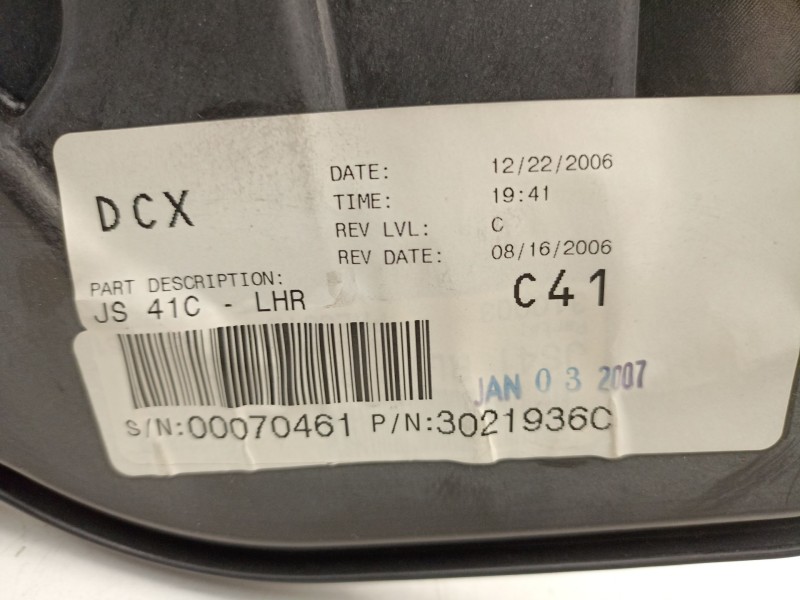 DCX
DATE: 12/22/2006
TIME: 19:41
REV LVL: C
REV DATE: 08/16/2006
PART DESCRIPTION:
JS 41C - LHR
C41
JAN 03 2007
S/N:00070461 P/N:3021936C